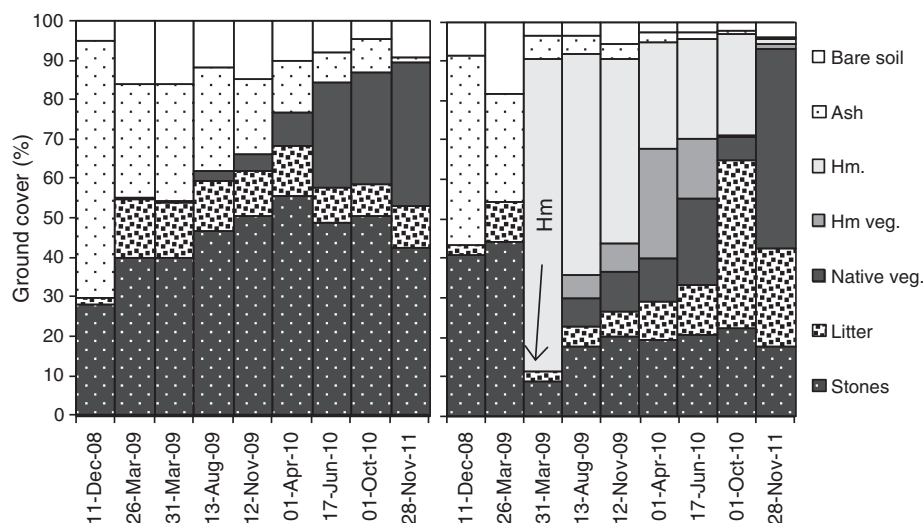 Ground cover (%)
100
90
80
70
60
50
40
30
20
10
0
Hm
11-Dec-08
26-Mar-09
31-Mar-09
13-Aug-09
12-Nov-09
01-Apr-10
17-Jun-10
01-Oct-10
28-Nov-11
11-Dec-08
26-Mar-09
31-Mar-09
13-Aug-09
12-Nov-09
01-Apr-10
17-Jun-10
01-Oct-10
28-Nov-11
Bare soil
Ash
Hm.
Hm veg.
Native veg.
Litter
Stones